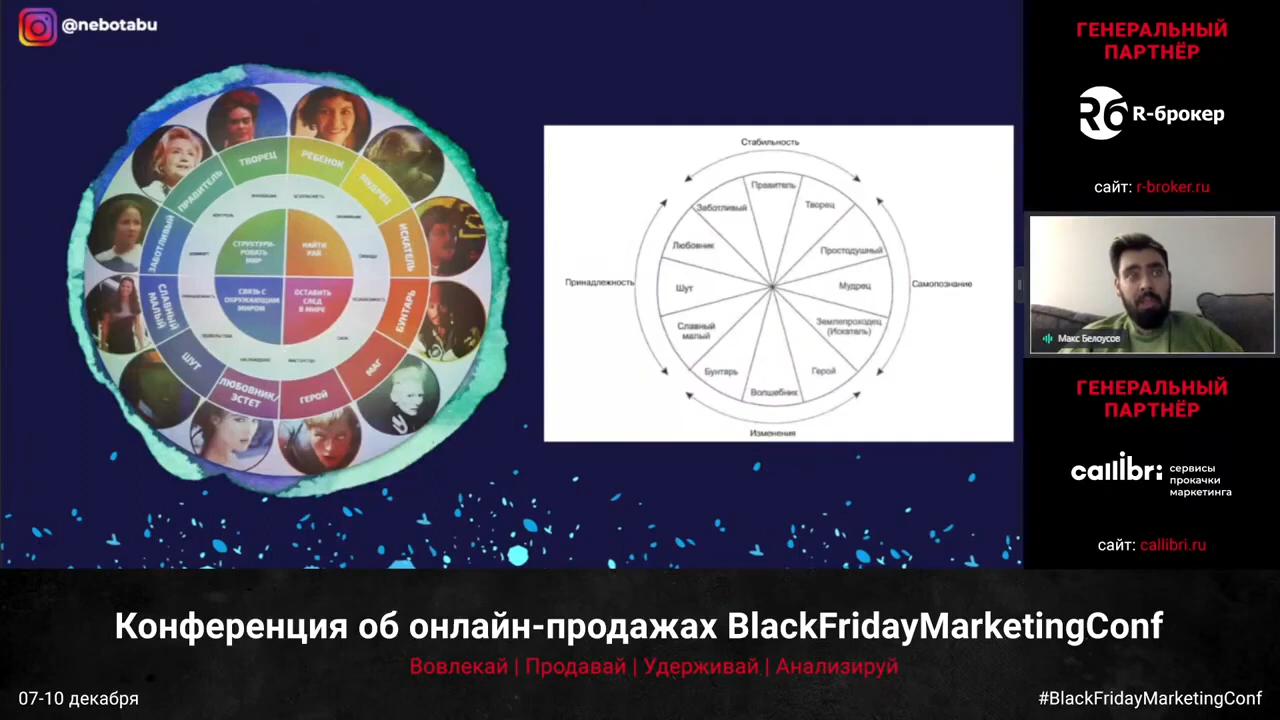 @nebotabu
ТВОРЕЦ
РЕБЕНОК
МУДРЕЦ
ИСКАТЕЛЬ
БУНТАРЬ
МАГ
ГЕРОЙ
ЛЮБОВНИК/
ЭСТЕТ
ШУТ
СЛАВНЫЙ
МАЛЫЙ
ЗАБОТЛИВЫЙ
ПРАВИТЕЛЬ
СТРУКТУРИ-
РОВАТЬ
МИР
НАЙТИ
РАЙ
СВЯЗЬ С
ОКРУЖАЮЩИМ
МИРОМ
ОСТАВИТЬ
СЛЕД
В МИРЕ
Стабильность
Правитель
Творец
Заботливый
Любовник
Простодушный
Принадлежность
Шут
Мудрец
Самопознание
Славный
малый
Землепроходец
(Искатель)
Бунтарь
Герой
Волшебник
Изменения
ГЕНЕРАЛЬНЫЙ
ПАРТНЁР
R6 R-брокер
сайт: r-broker.ru
Макс Белоусов
ГЕНЕРАЛЬНЫЙ
ПАРТНЁР
callibri
сервисы
прокачки
маркетинга
сайт: callibri.ru
Конференция об онлайн-продажах BlackFridayMarketingConf
Вовлекай | Продавай | Удерживай | Анализируй
07-10 декабря
#BlackFridayMarketingConf